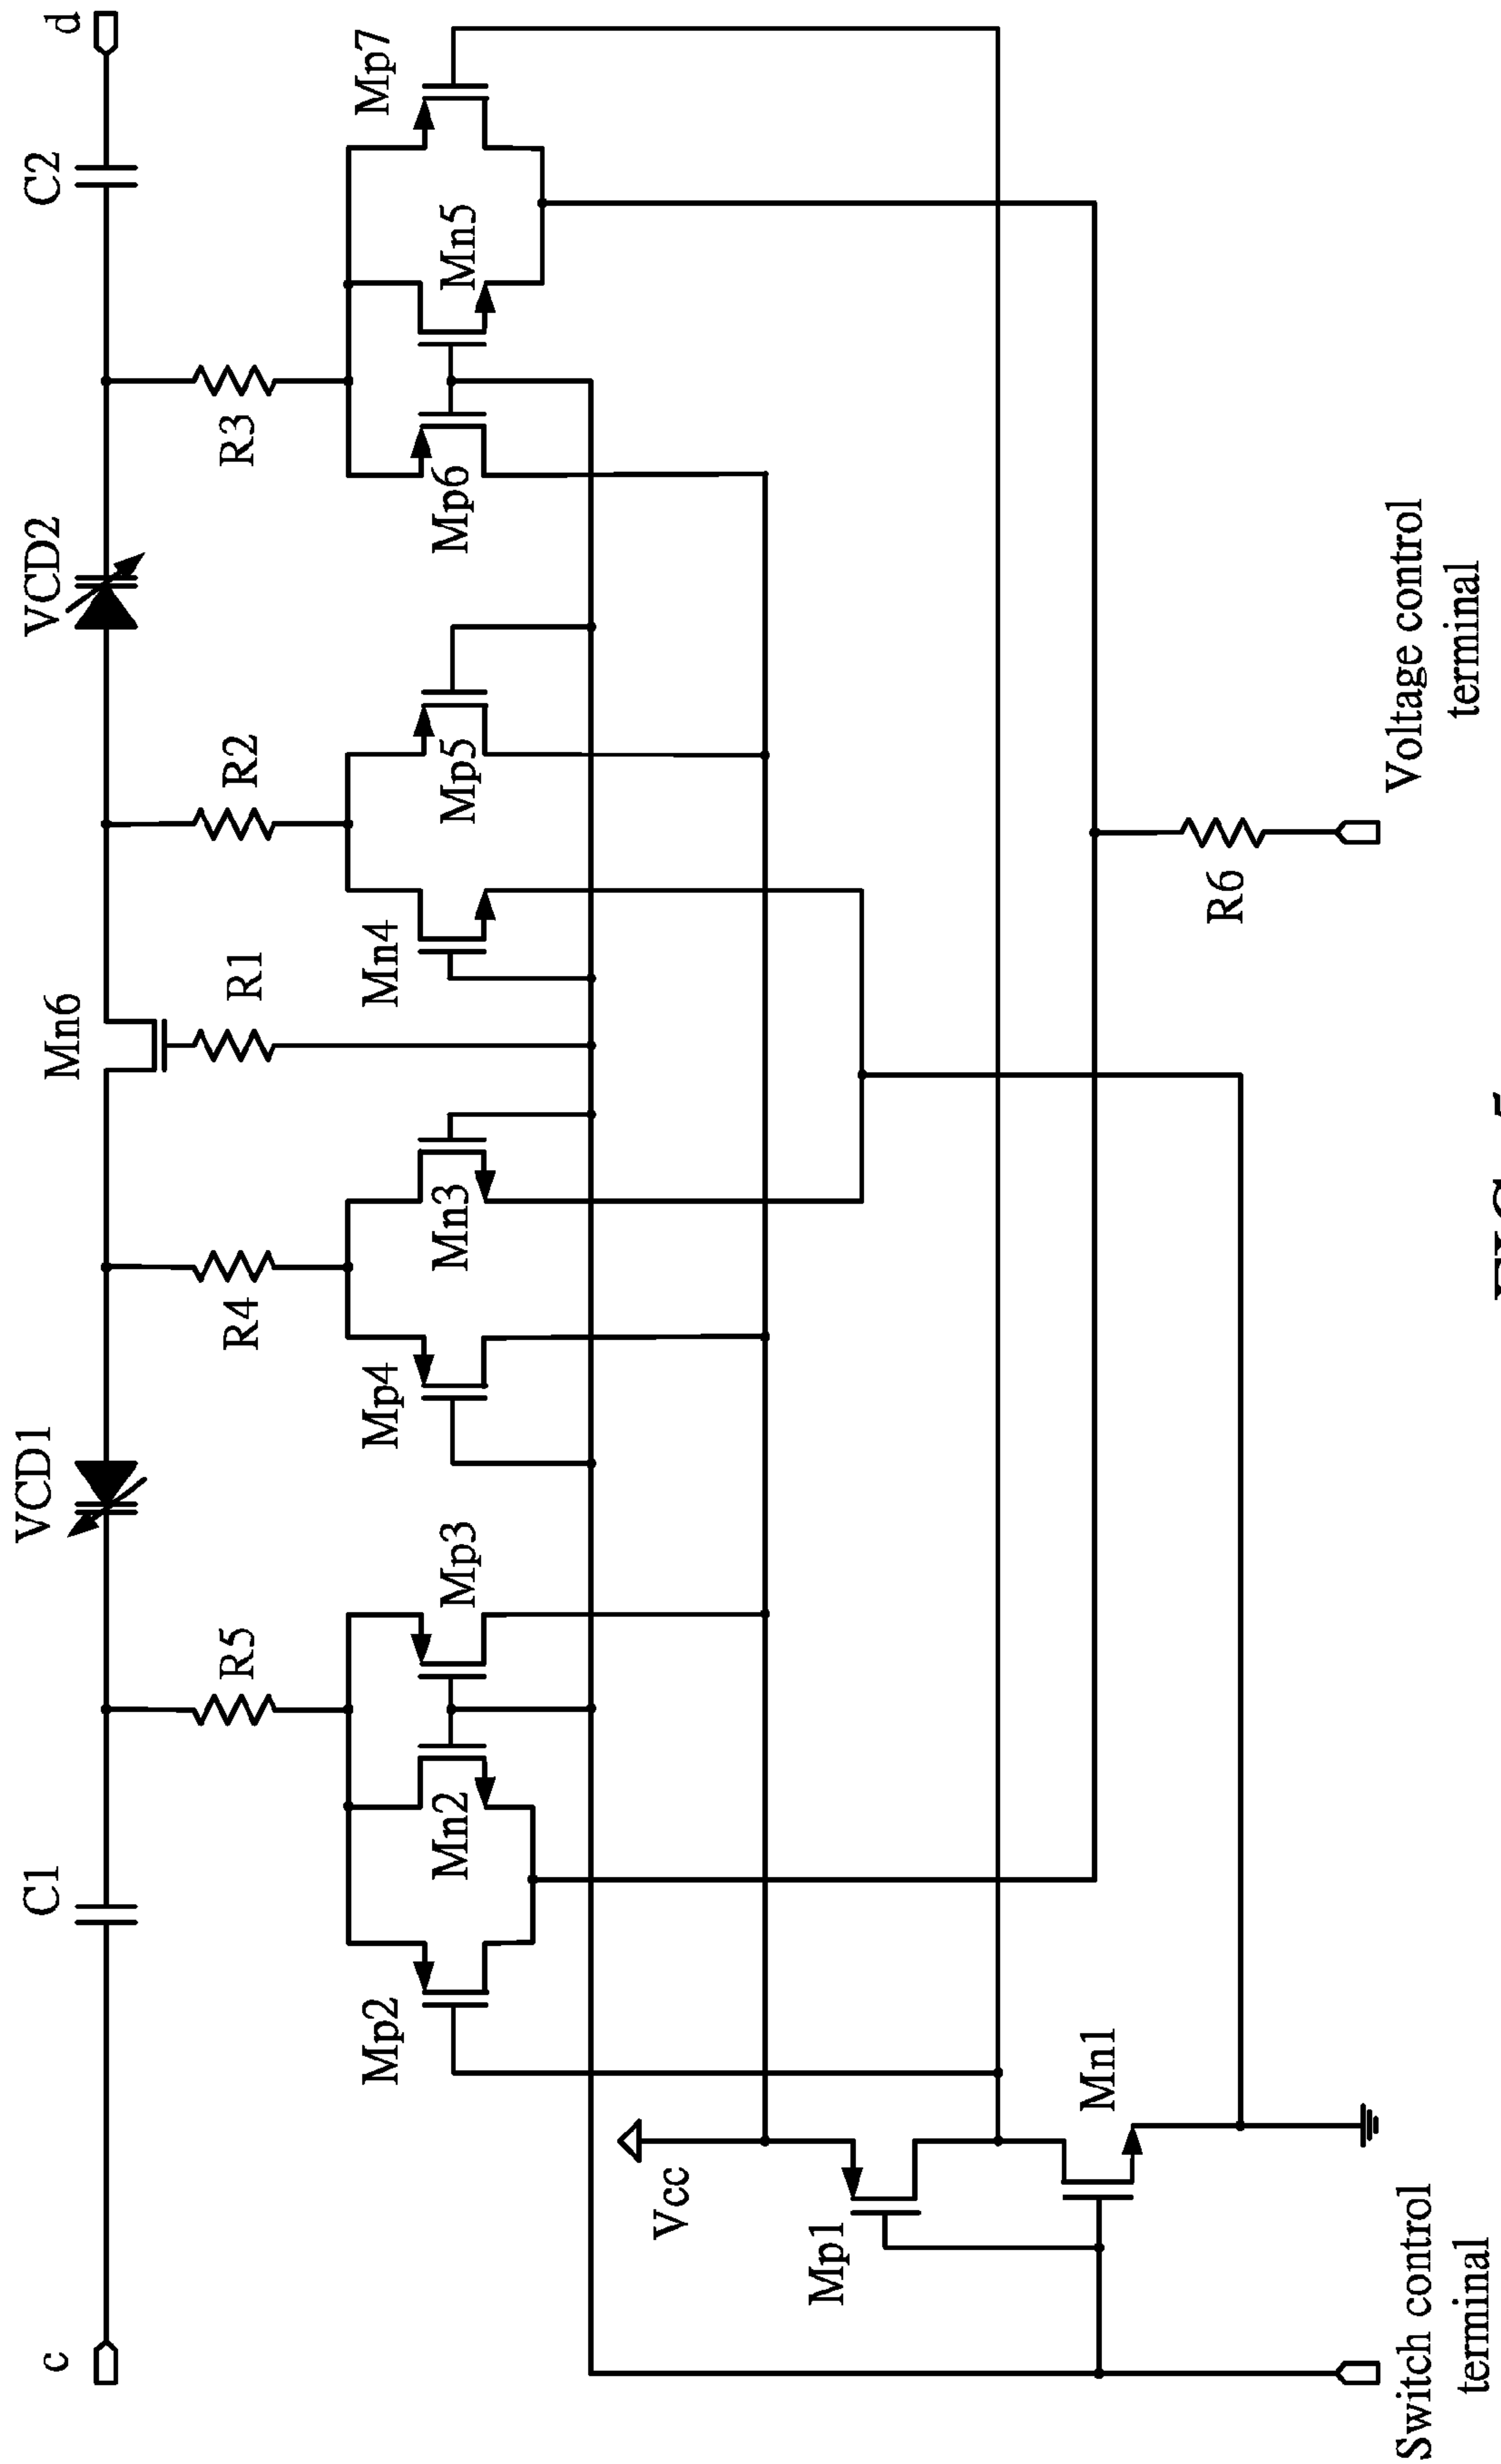 c
C1
VCD1
Mn6
VCD2
C2
d
R5
R4
R1
R2
R3
Mp2
Mn2
Mp3
Mp4
Mn3
Mn4
Mp5
Mp6
Mn5
Mp7
Vcc
Mp1
Mn1
R6
Switch control
terminal
Voltage control
terminal